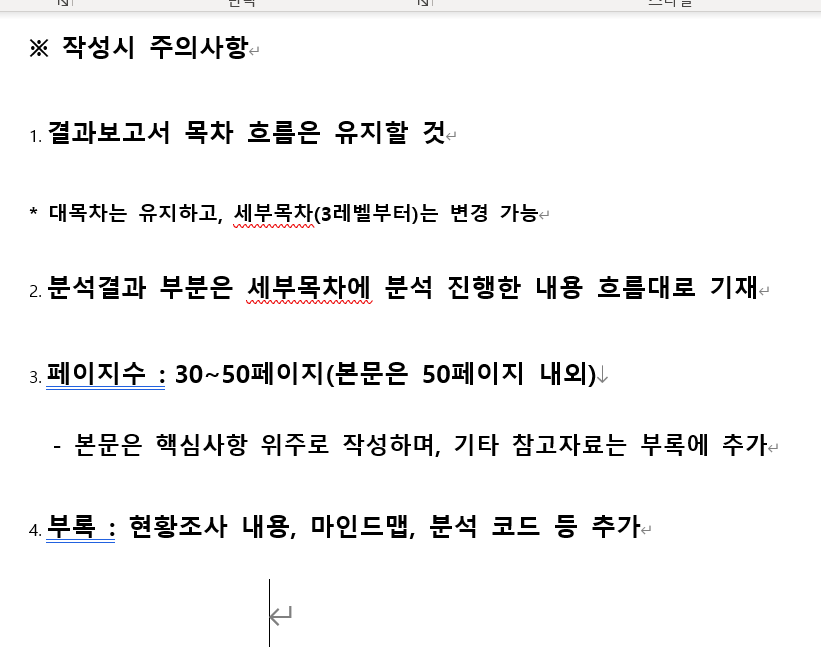 ※ 작성시 주의사항
1. 결과보고서 목차 흐름은 유지할 것
* 대목차는 유지하고, 세부목차(3레벨부터)는 변경 가능
2. 분석결과 부분은 세부목차에 분석 진행한 내용 흐름대로 기재
3. 페이지수 : 30~50페이지(본문은 50페이지 내외)
- 본문은 핵심사항 위주로 작성하며, 기타 참고자료는 부록에 추가
4. 부록 : 현황조사 내용, 마인드맵, 분석 코드 등 추가